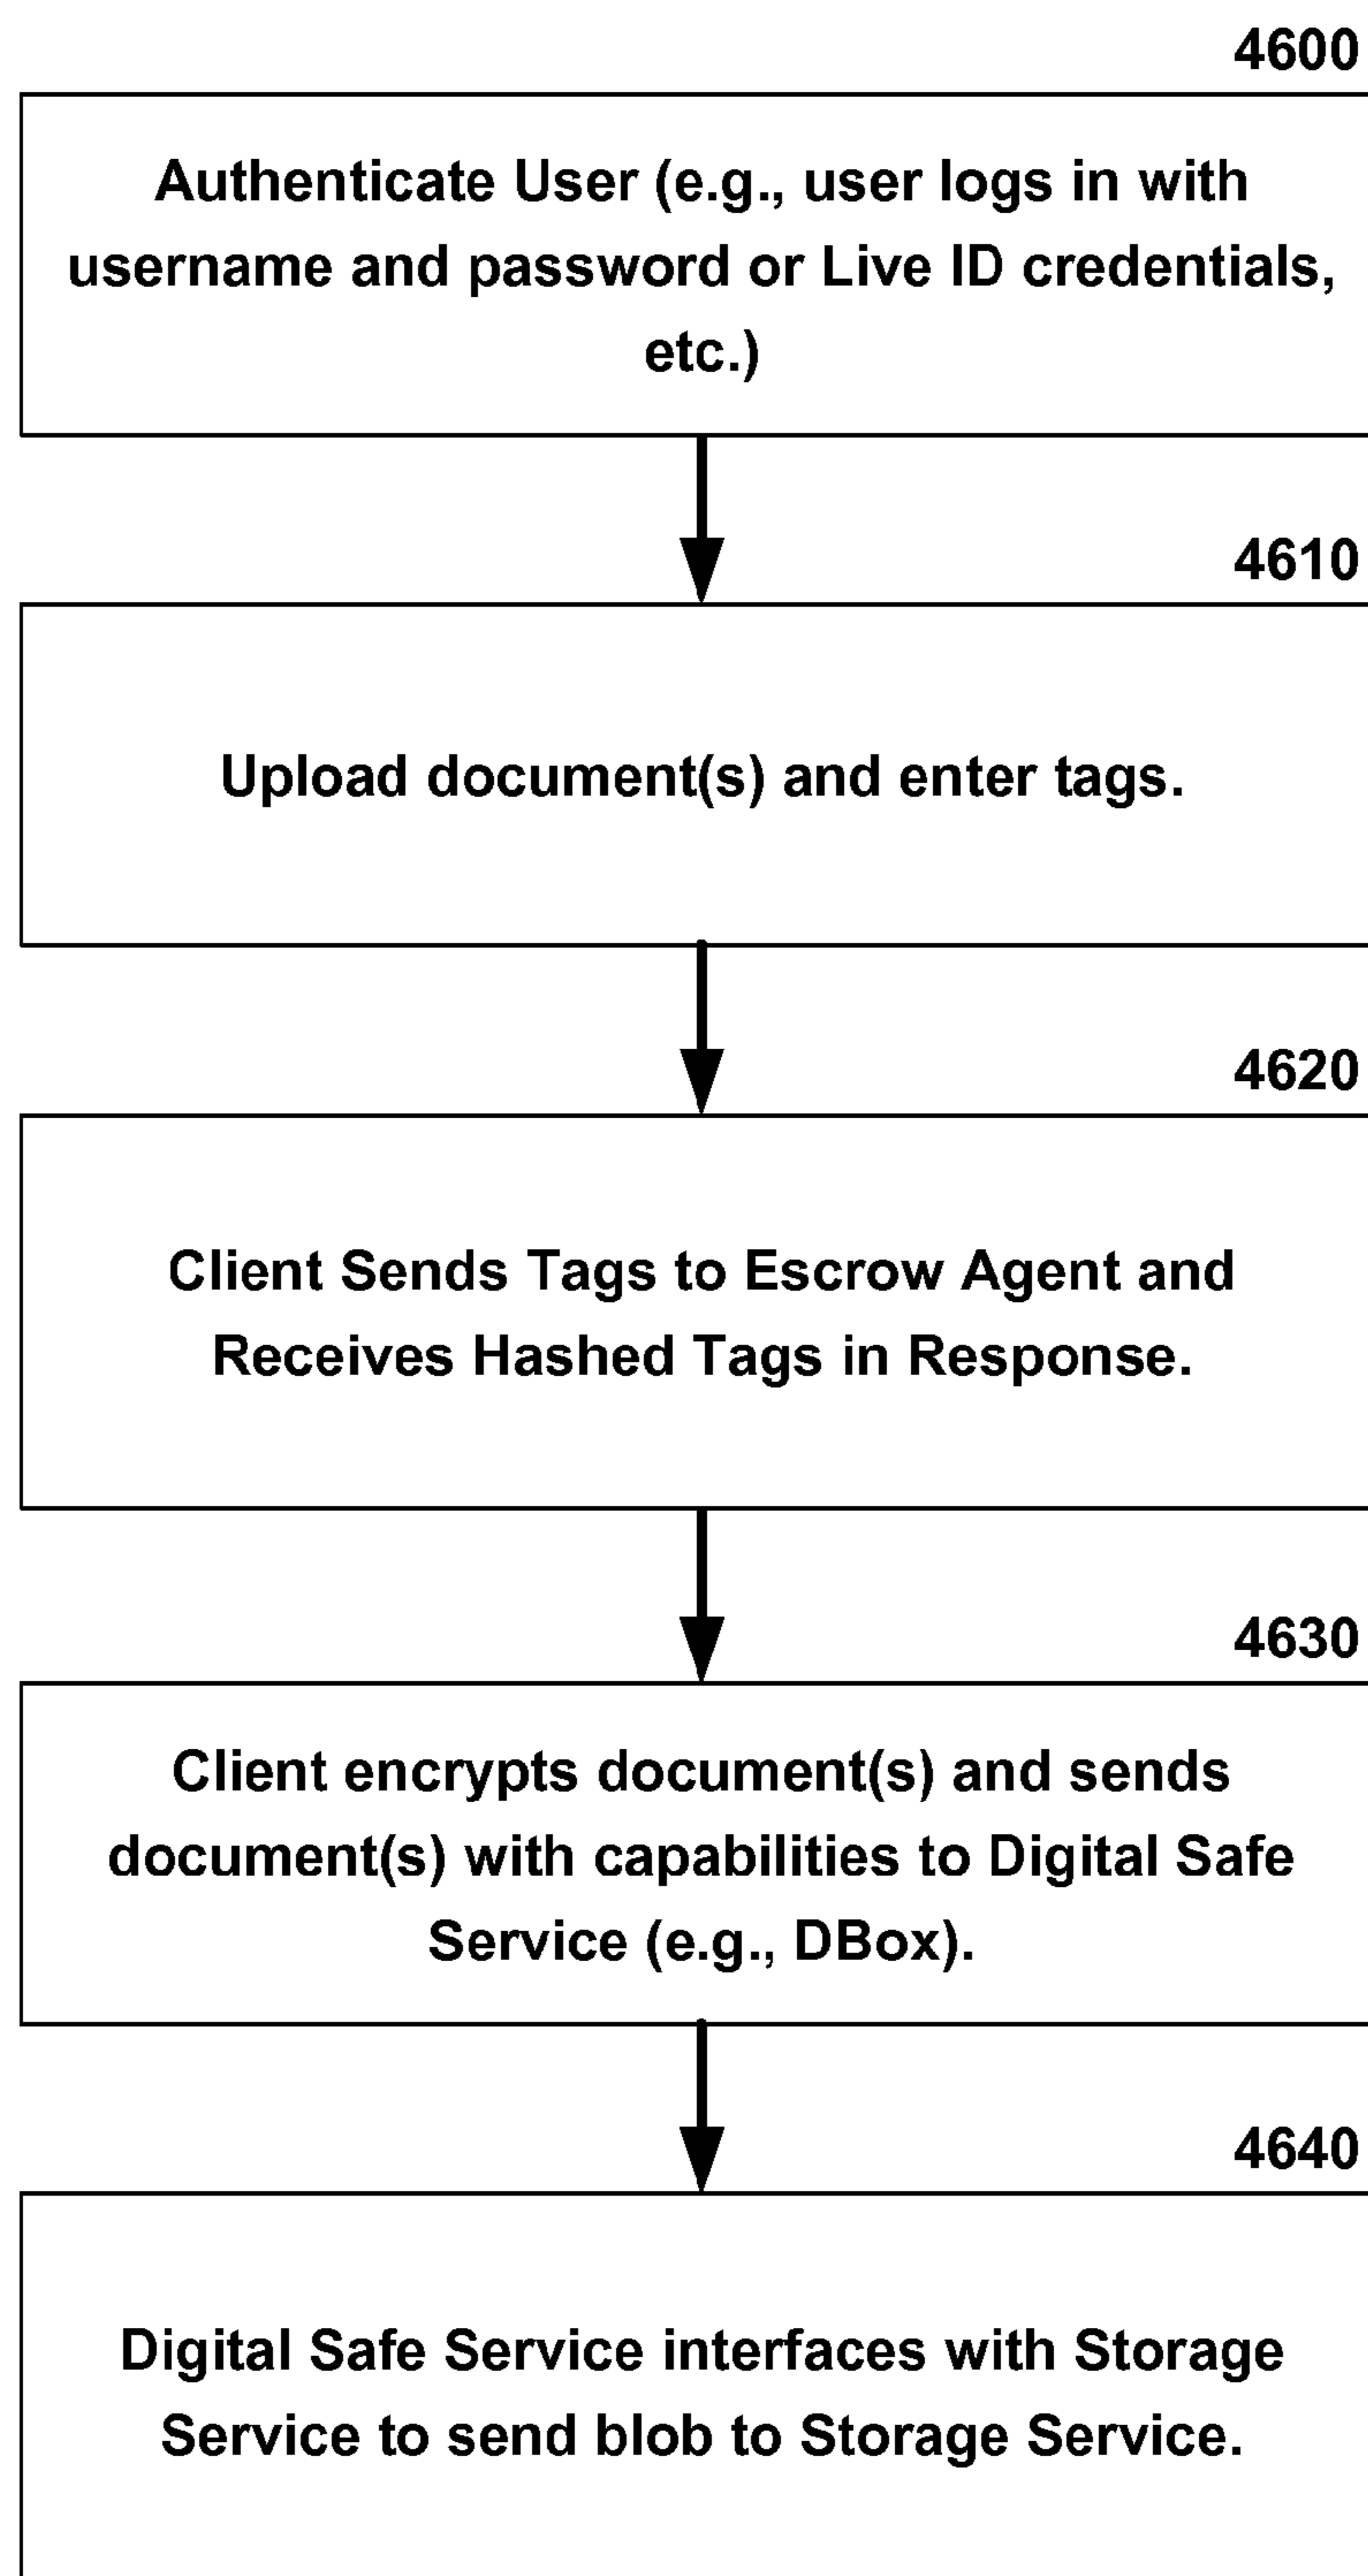 4600
Authenticate User (e.g., user logs in with
username and password or Live ID credentials,
etc.)
4610
Upload document(s) and enter tags.
4620
Client Sends Tags to Escrow Agent and
Receives Hashed Tags in Response.
4630
Client encrypts document(s) and sends
document(s) with capabilities to Digital Safe
Service (e.g., DBox).
4640
Digital Safe Service interfaces with Storage
Service to send blob to Storage Service.